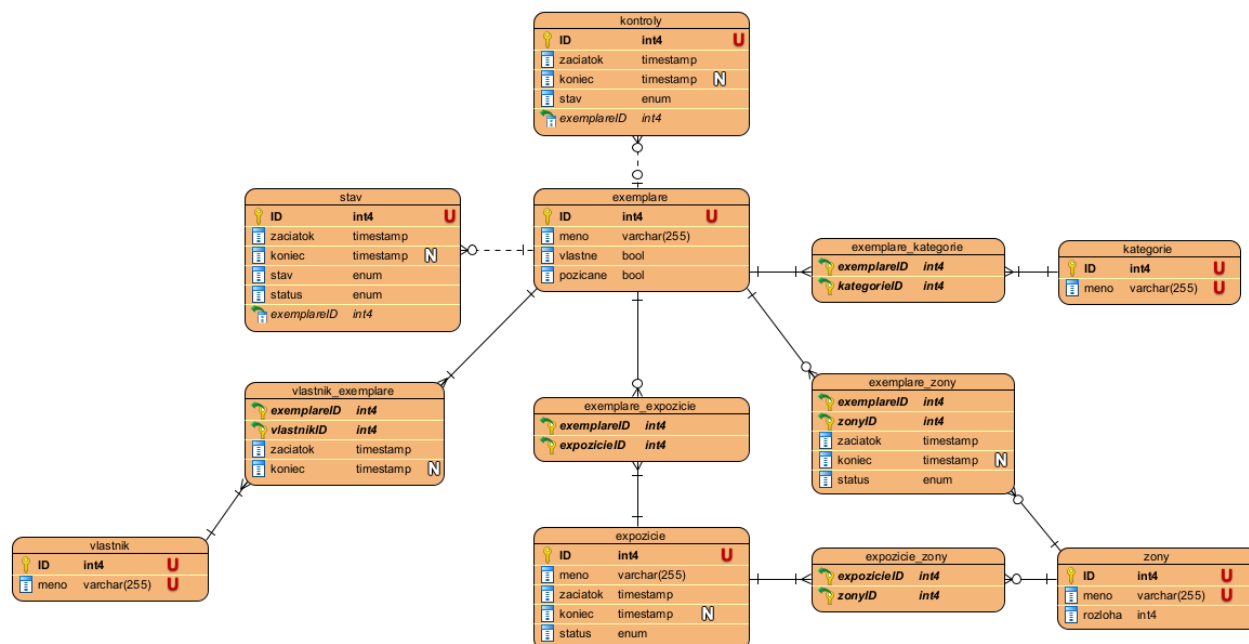 kontroly
ID int4 U
zaciatok timestamp
koniec timestamp N
stav enum
exemplareID int4
stav
ID int4 U
zaciatok timestamp
koniec timestamp N
stav enum
status enum
exemplareID int4
exemplare
ID int4 U
meno varchar(255)
vlastne bool
pozicane bool
exemplare_kategorie
exemplareID int4
kategorieID int4
kategorie
ID int4 U
meno varchar(255) U
vlastnik_exemplare
exemplareID int4
vlastnikID int4
zaciatok timestamp
koniec timestamp N
exemplare_expozicie
exemplareID int4
expozicieID int4
exemplare_zony
exemplareID int4
zonyID int4
zaciatok timestamp
koniec timestamp N
status enum
vlastnik
ID int4 U
meno varchar(255) U
expozicie
ID int4 U
meno varchar(255)
zaciatok timestamp
koniec timestamp N
status enum
expozicie_zony
expozicieID int4
zonyID int4
zony
ID int4 U
meno varchar(255) U
rozloha int4